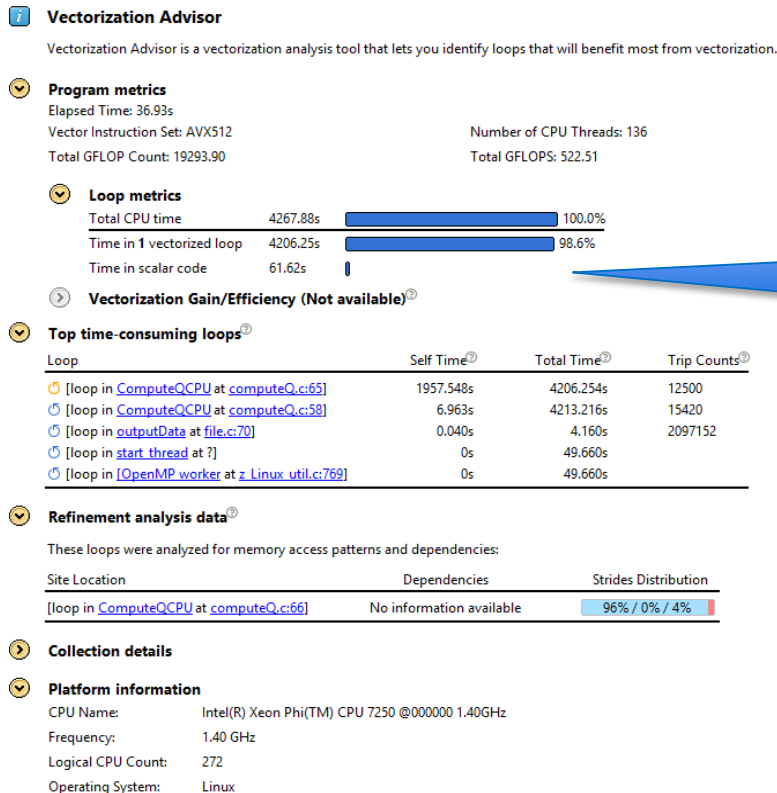 Vectorization Advisor
Vectorization Advisor is a vectorization analysis tool that lets you identify loops that will benefit most from vectorization.
Program metrics
Elapsed Time: 36.93s
Vector Instruction Set: AVX512 Number of CPU Threads: 136
Total GFLOP Count: 19293.90 Total GFLOPS: 522.51
Loop metrics
Total CPU time 4267.88s 100.0%
Time in 1 vectorized loop 4206.25s 98.6%
Time in scalar code 61.62s
Vectorization Gain/Efficiency (Not available)
Top time-consuming loops
Loop Self Time Total Time Trip Counts
[loop in ComputeQCPU at computeQ.c:65] 1957.548s 4206.254s 12500
[loop in ComputeQCPU at computeQ.c:58] 6.963s 4213.216s 15420
[loop in outputData at file.c:70] 0.040s 4.160s 2097152
[loop in start_thread at ?] 0s 49.660s
[loop in [OpenMP worker at z_Linux_util.c:769] 0s 49.660s
Refinement analysis data
These loops were analyzed for memory access patterns and dependencies:
Site Location Dependencies Strides Distribution
[loop in ComputeQCPU at computeQ.c:66] No information available 96% / 0% / 4%
Collection details
Platform information
CPU Name: Intel(R) Xeon Phi(TM) CPU 7250 @000000 1.40GHz
Frequency: 1.40 GHz
Logical CPU Count: 272
Operating System: Linux